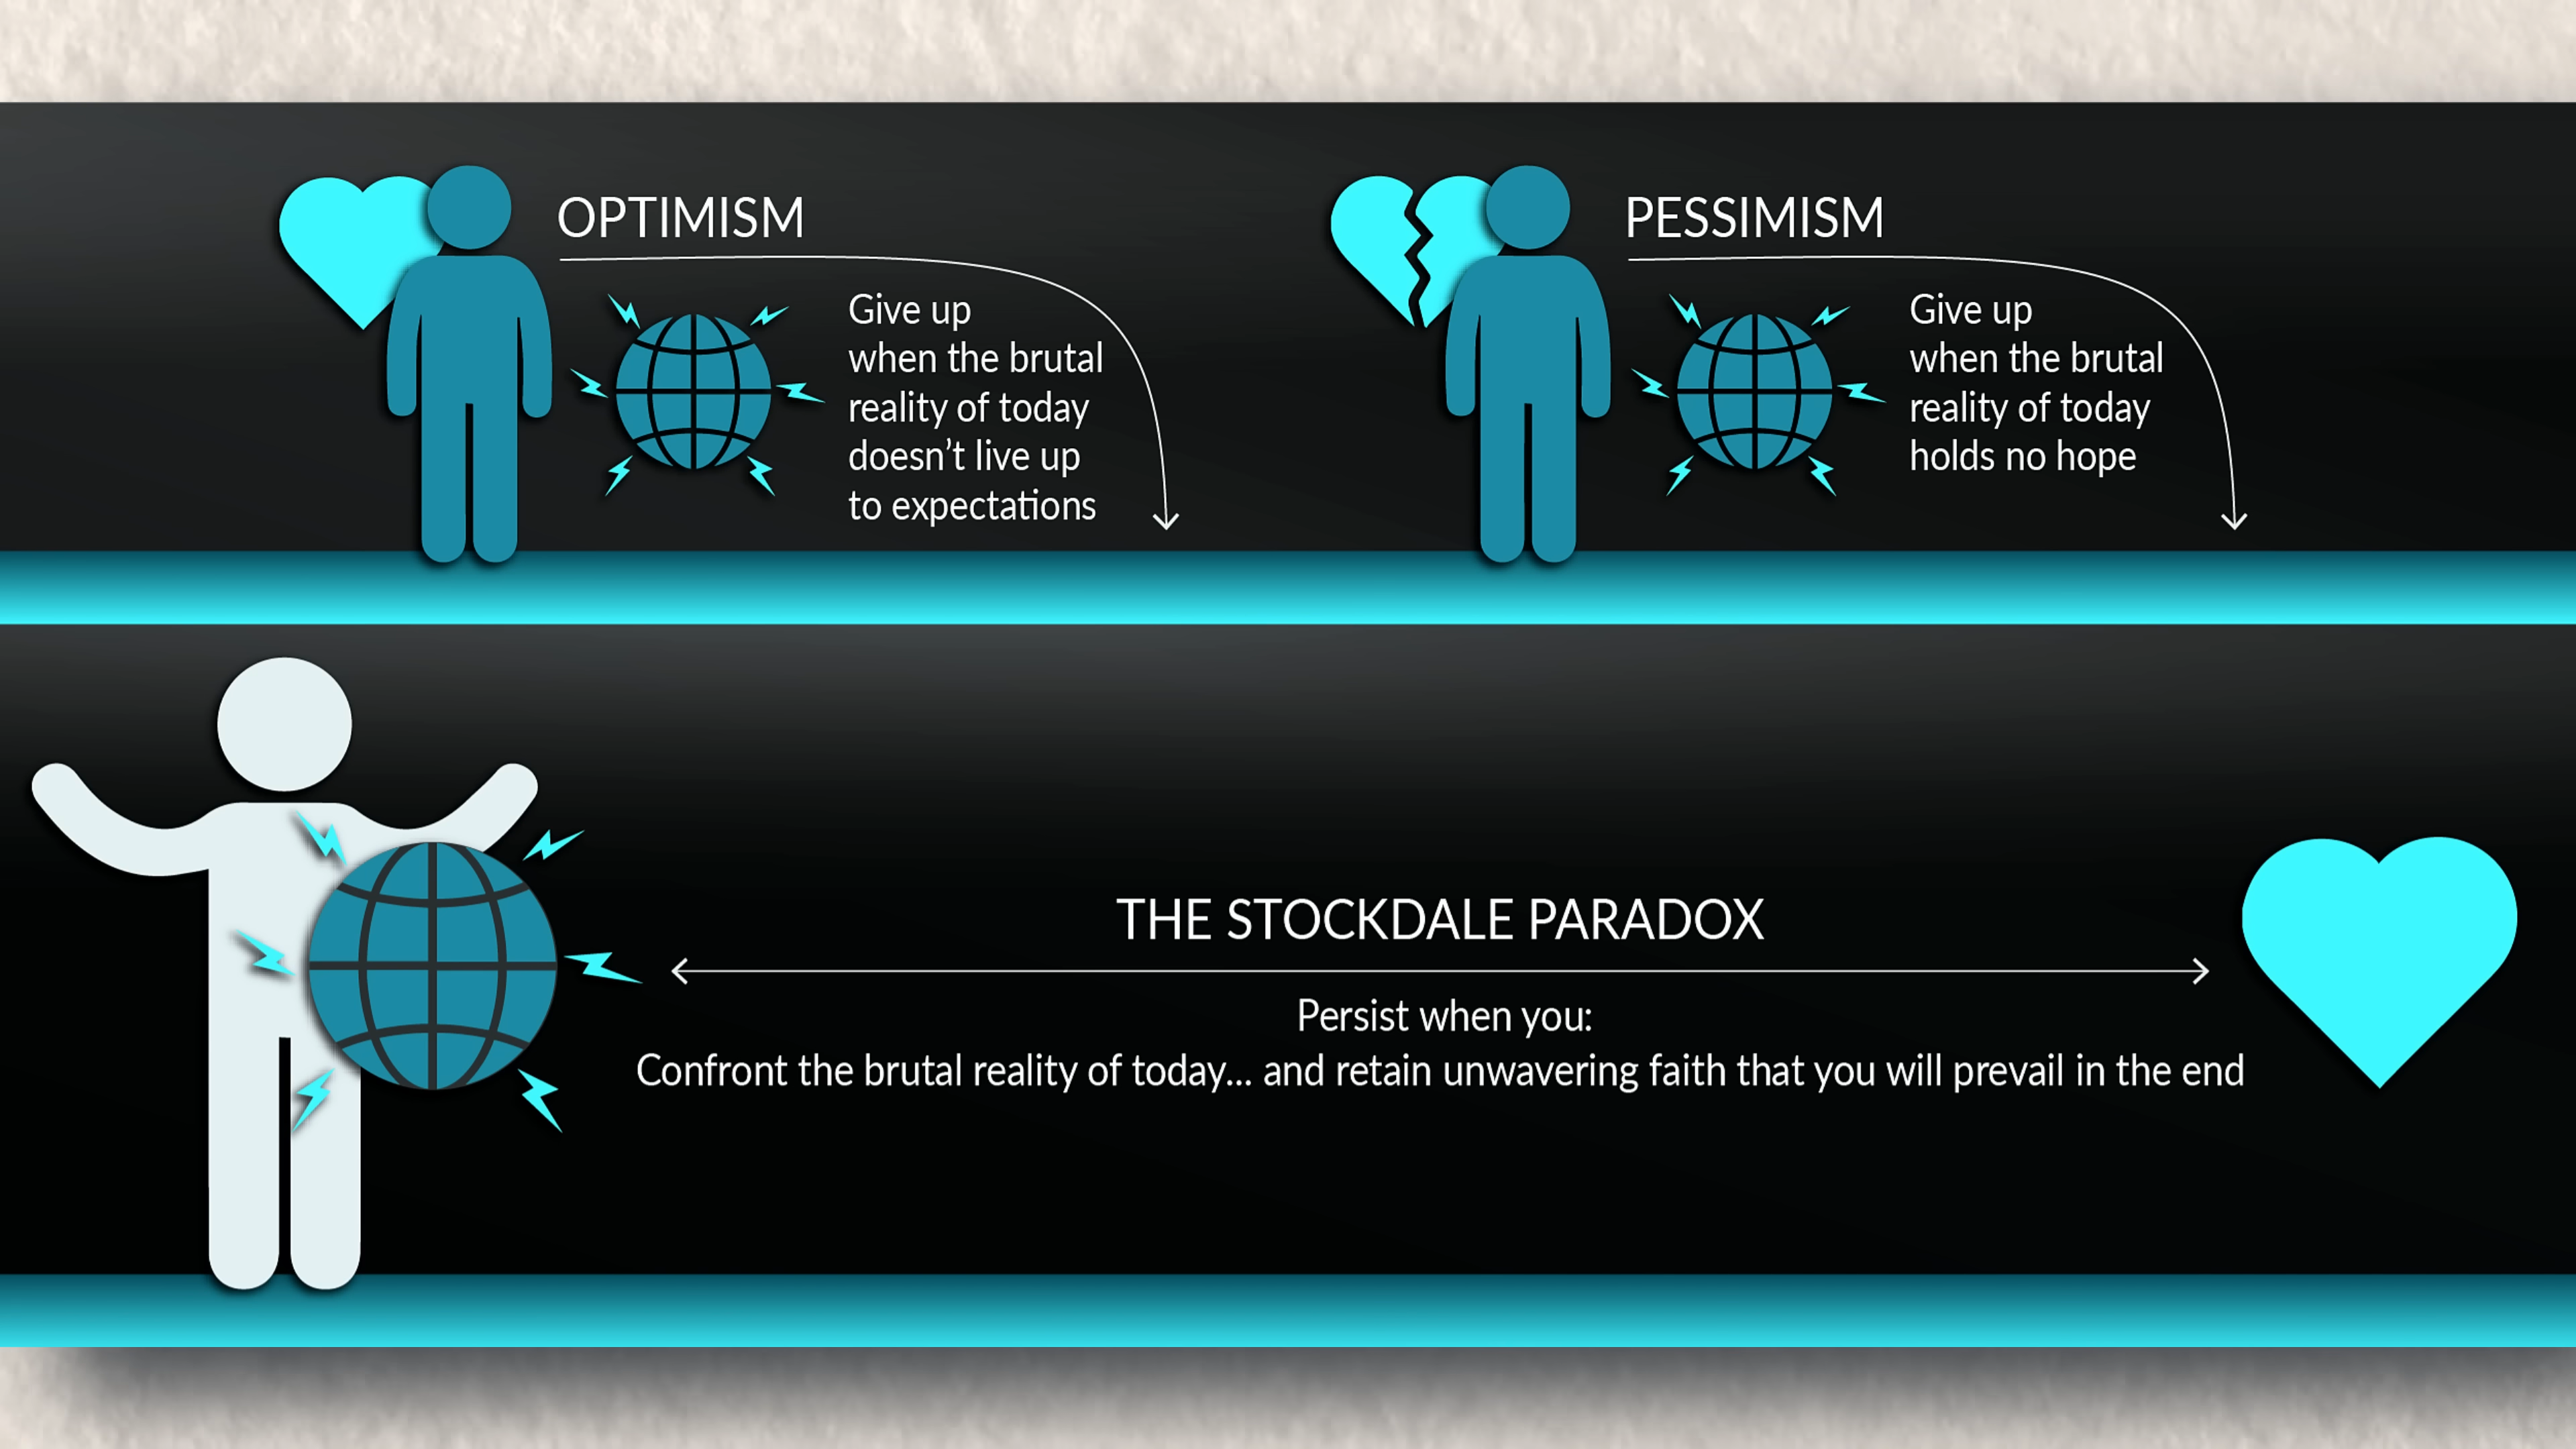 OPTIMISM
Give up
when the brutal
reality of today
doesn’t live up
to expectations
PESSIMISM
Give up
when the brutal
reality of today
holds no hope
THE STOCKDALE PARADOX
Persist when you:
Confront the brutal reality of today... and retain unwavering faith that you will prevail in the end